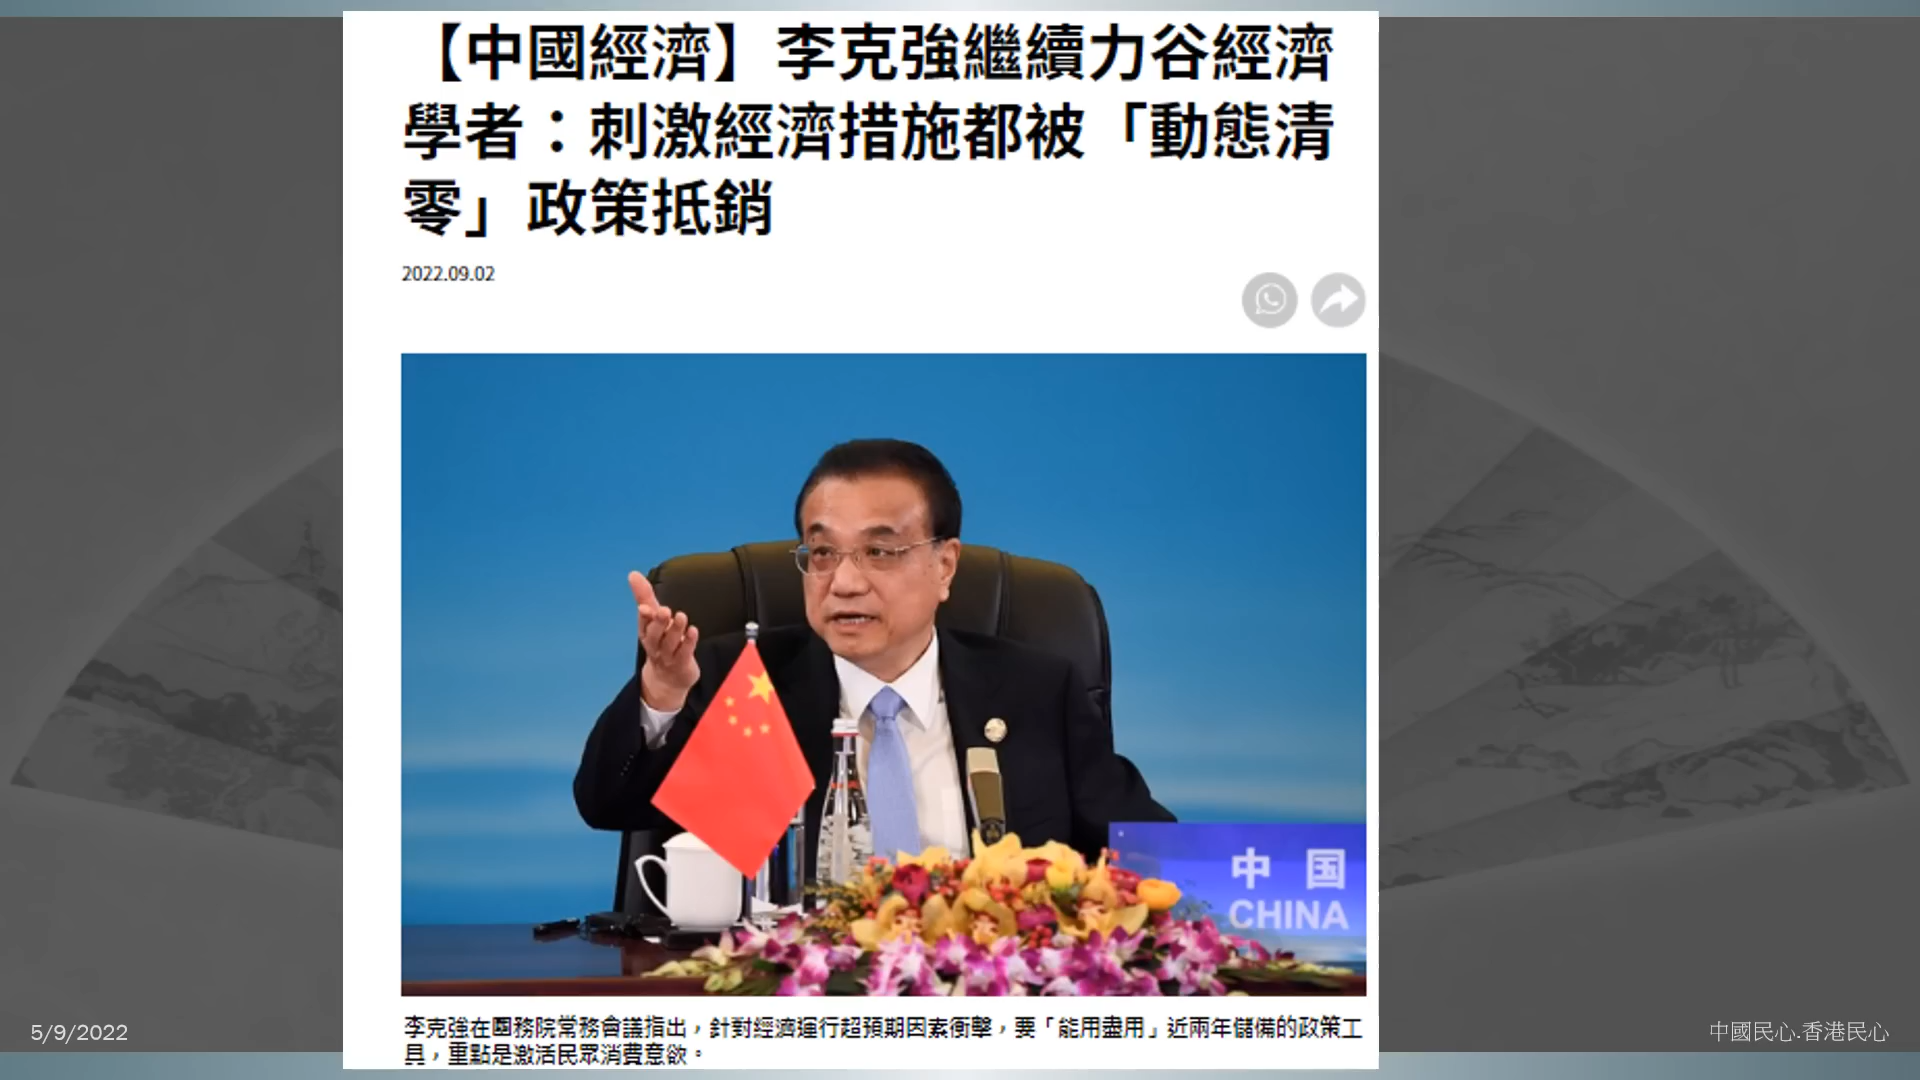 【中國經濟】李克強繼續力谷經濟
學者：刺激經濟措施都被「動態清
零」政策抵銷
2022.09.02
中国
CHINA
李克強在國務院常務會議指出，針對經濟運行超預期因素衝擊，要「能用盡用」近兩年儲備的政策工
具，重點是激活民眾消費意欲。
5/9/2022
中國民心.香港民心